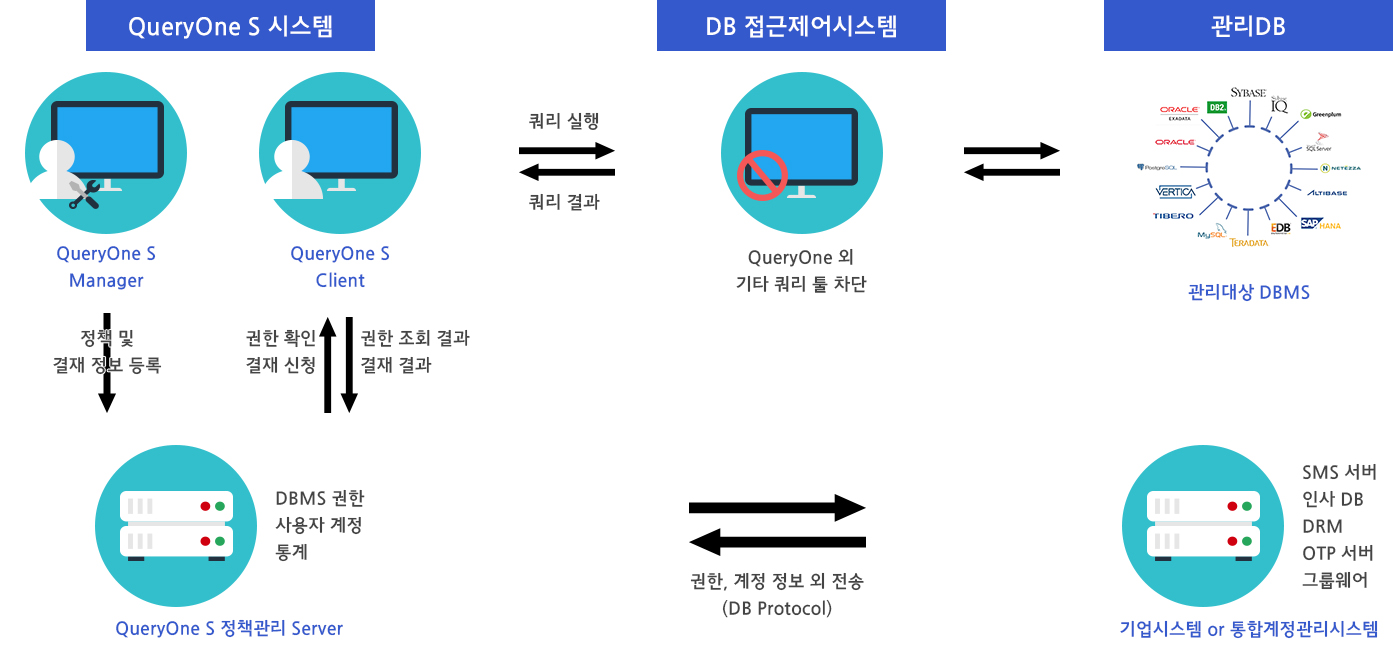 QueryOne S 시스템
DB 접근제어시스템
관리DB
QueryOne S
Manager
QueryOne S
Client
쿼리 실행
쿼리 결과
QueryOne 외
기타 쿼리 툴 차단
SYBASE
SYBASE
IQ
DB2.
ORACLE
EXADATA
Greenplum
ORACLE
SQL Server
PostgreSQL
NETEZZA
VERTICA
ALTIBASE
TIBERO
SAP HANA
MySQL
EDB
TERADATA
관리대상 DBMS
정책 및
결재 정보 등록
권한 확인
결재 신청
권한 조회 결과
결재 결과
DBMS 권한
사용자 계정
통계
QueryOne S 정책관리 Server
권한, 계정 정보 외 전송
(DB Protocol)
SMS 서버
인사 DB
DRM
OTP 서버
그룹웨어
기업시스템 or 통합계정관리시스템